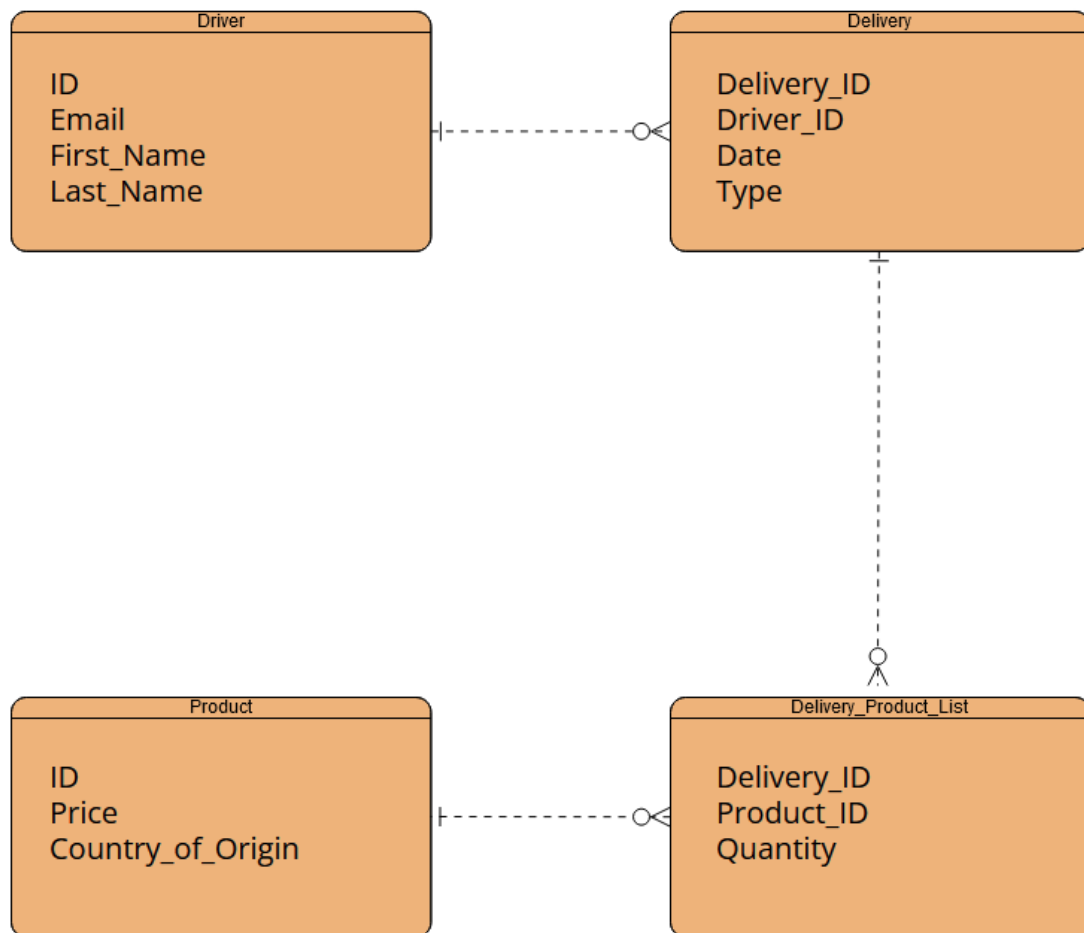 Driver
ID
Email
First_Name
Last_Name
Delivery
Delivery_ID
Driver_ID
Date
Type
Product
ID
Price
Country_of_Origin
Delivery_Product_List
Delivery_ID
Product_ID
Quantity